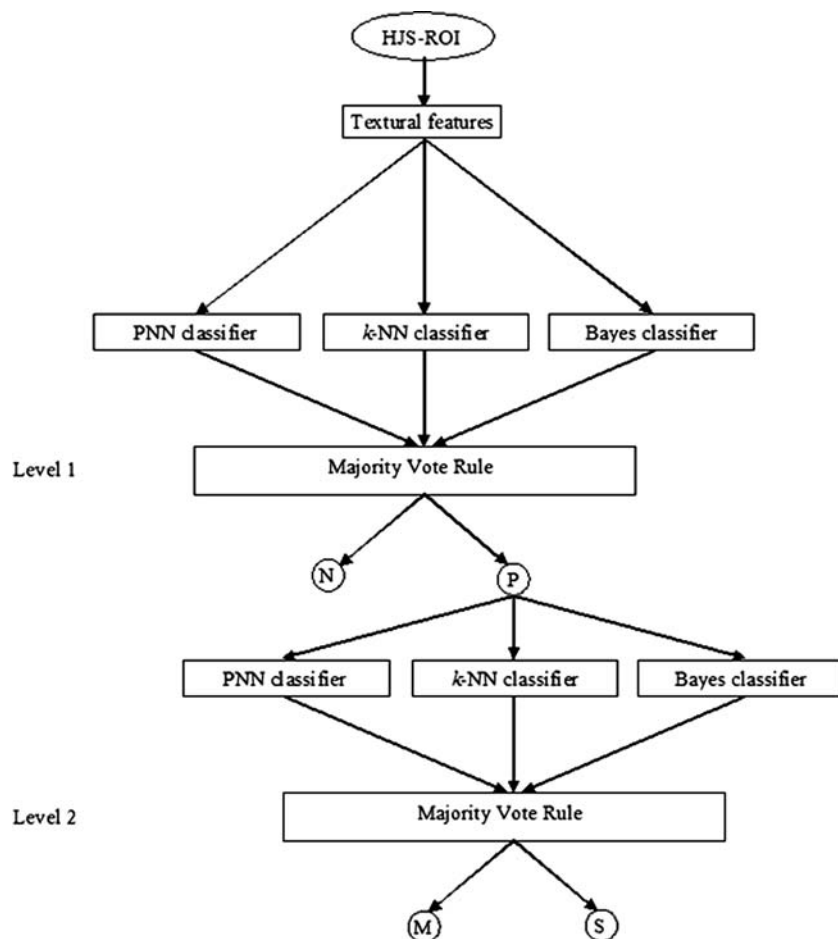 HJS-ROI
Textural features
PNN classifier
k-NN classifier
Bayes classifier
Level 1
Majority Vote Rule
N
P
PNN classifier
k-NN classifier
Bayes classifier
Level 2
Majority Vote Rule
M
S